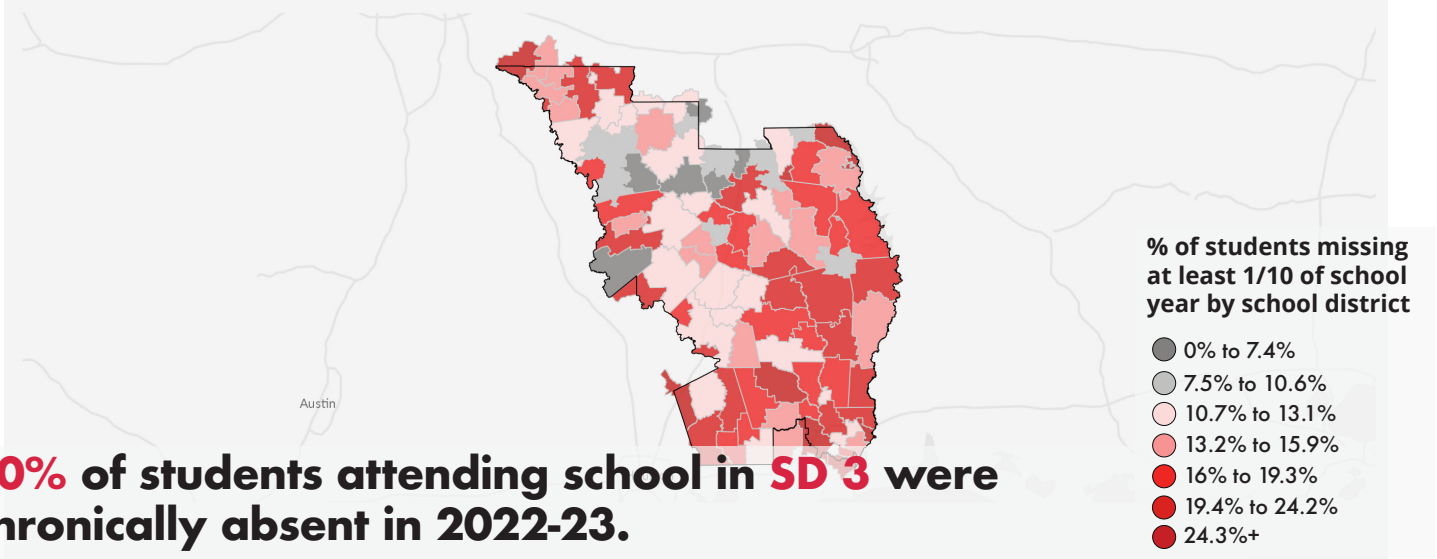 % of students missing
at least 1/10 of school
year by school district
0% to 7.4%
7.5% to 10.6%
10.7% to 13.1%
13.2% to 15.9%
16% to 19.3%
19.4% to 24.2%
24.3%+
Austin
0% of students attending school in SD 3 were
hronically absent in 2022-23.